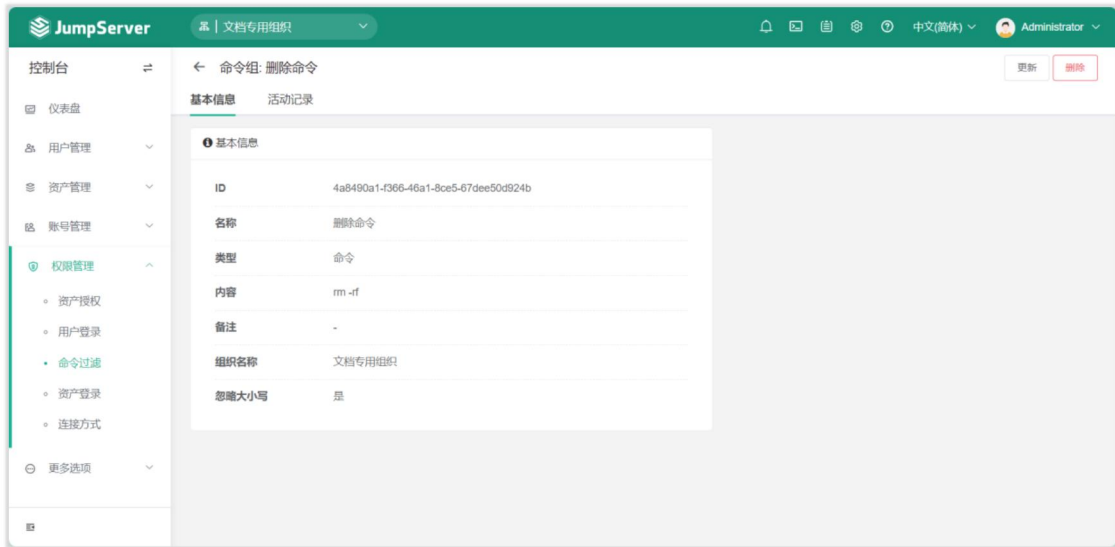 JumpServer
文档专用组织
中文(简体)
Administrator
控制台
命令组: 删除命令
更新
删除
基本信息
活动记录
仪表盘
用户管理
资产管理
账号管理
权限管理
资产授权
用户登录
命令过滤
资产登录
连接方式
更多选项
基本信息
ID 4a8490a1-f366-46a1-8ce5-67dee50d924b
名称 删除命令
类型 命令
内容 rm -rf
备注 -
组织名称 文档专用组织
忽略大小写 是